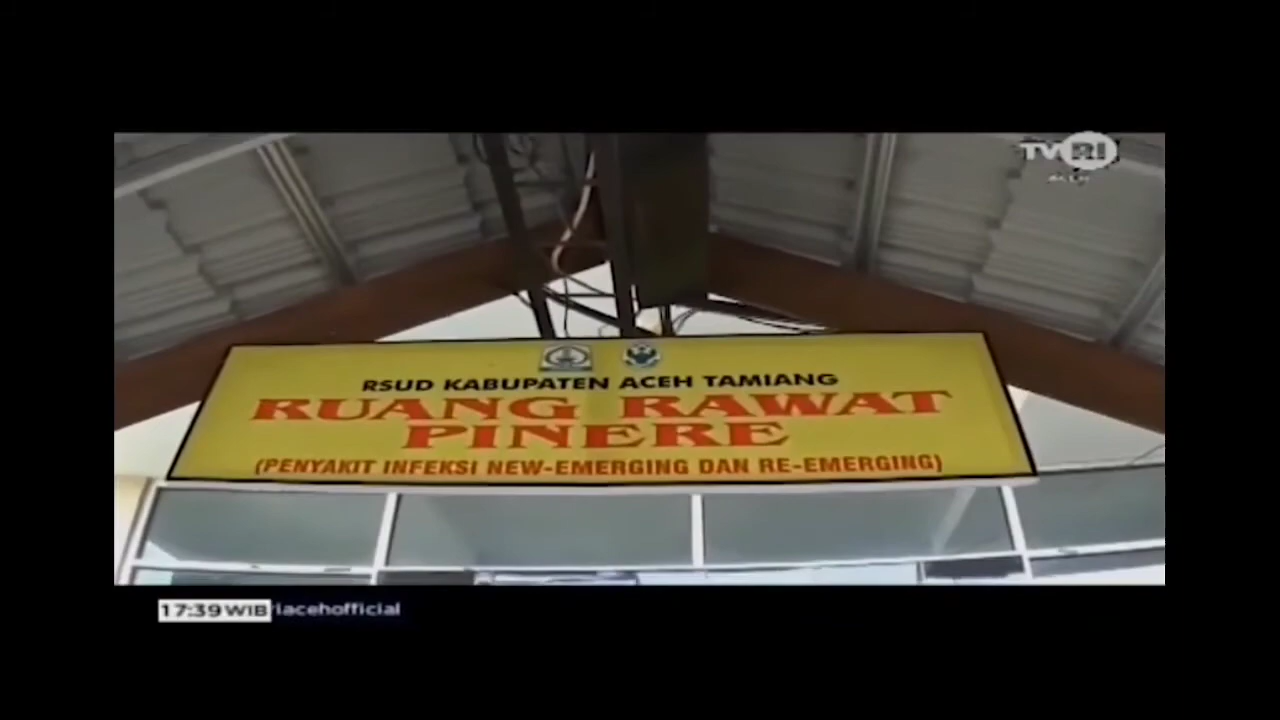 TVRI
ACEH
RSUD KABUPATEN ACEH TAMIANG
RUANG RAWAT
PINERE
(PENYAKIT INFEKSI NEW-EMERGING DAN RE-EMERGING)
17:39 WIB
iacehofficial